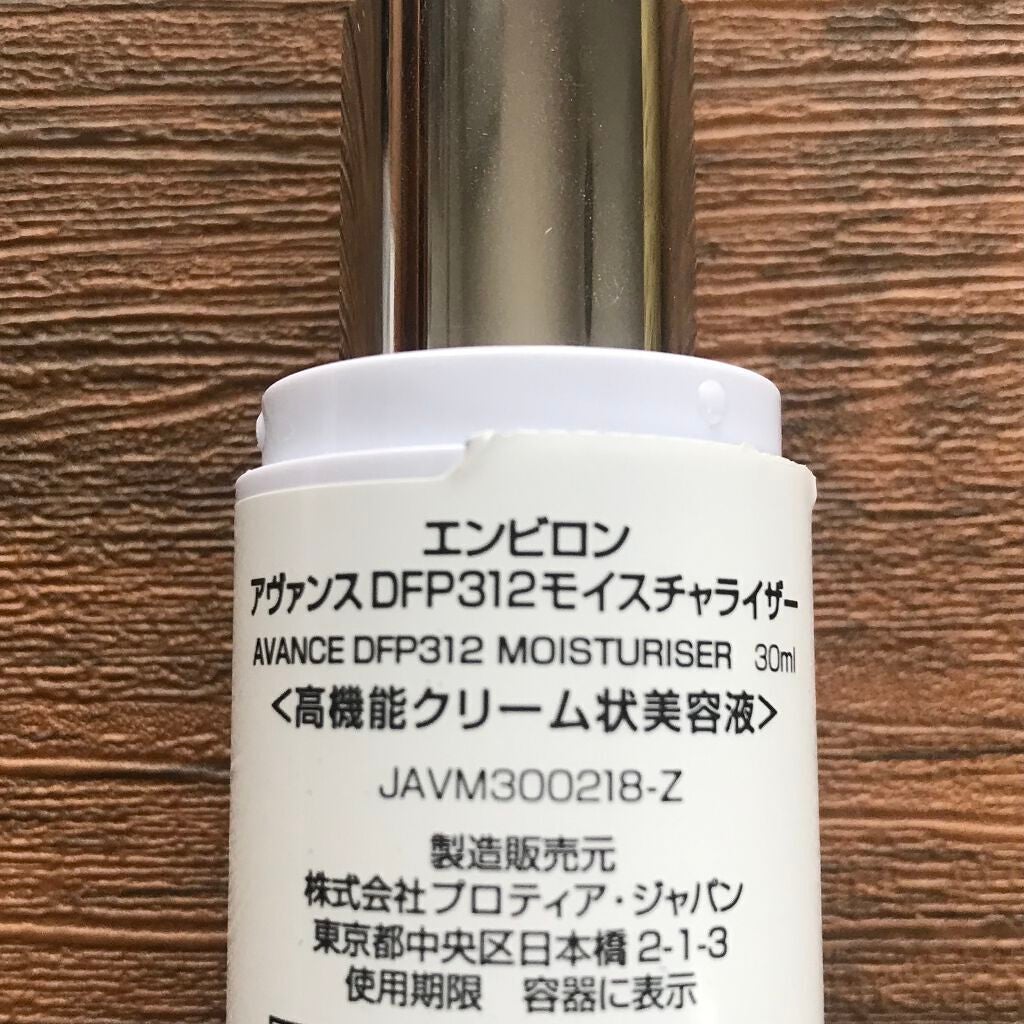 エンビロン
アヴァンスDFP312モイスチャライザー
AVANCE DFP312 MOISTURISER 30ml
<高機能クリーム状美容液>
JAVM300218-Z
製造販売元
株式会社プロティア・ジャパン
東京都中央区日本橋2-1-3
使用期限 容器に表示